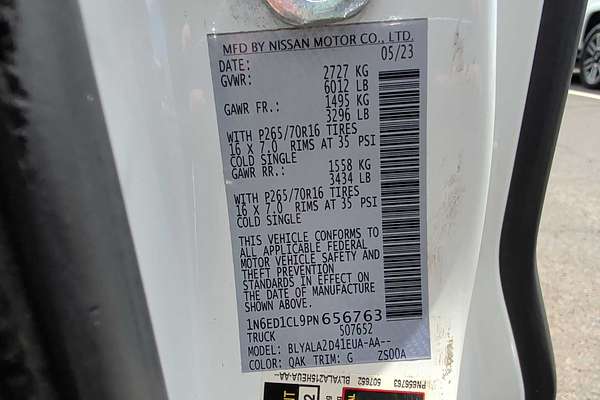 MFD BY NISSAN MOTOR CO., LTD.
DATE: 05/23
GVWR: 2727 KG
6012 LB
GAWR FR.: 1495 KG
3296 LB
WITH P265/70R16 TIRES
16 X 7.0 RIMS AT 35 PSI
COLD SINGLE
GAWR RR.: 1558 KG
3434 LB
WITH P265/70R16 TIRES
16 X 7.0 RIMS AT 35 PSI
COLD SINGLE
THIS VEHICLE CONFORMS TO
ALL APPLICABLE FEDERAL
MOTOR VEHICLE SAFETY AND
THEFT PREVENTION
STANDARDS IN EFFECT ON
THE DATE OF MANUFACTURE
SHOWN ABOVE.
1N6ED1CL9PN656763
TRUCK 507652
MODEL: BLYALA2D41EUA-AA--
COLOR: QAK TRIM: G ZS00A
PN656763
507652